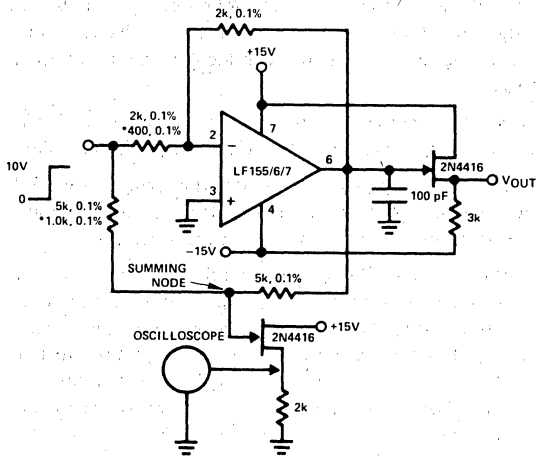 2k, 0.1%
+15V
2k, 0.1%
*400, 0.1%
2
7
6
3
4
LF155/6/7
2N4416
VOUT
10V
0
.5k, 0.1%
*1.0k, 0.1%
100 pF
3k
-15V
SUMMING
NODE
5k, 0.1%
+15V
2N4416
OSCILLOSCOPE
2k